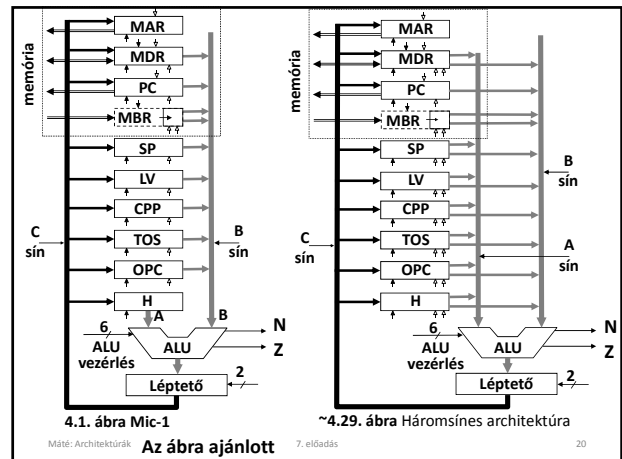 memória
MAR
MDR
PC
MBR
SP
LV
CPP
TOS
OPC
H
C
sín
B
sín
A
B
6
ALU
vezérlés
ALU
N
Z
Léptető
2
4.1. ábra Mic-1
memória
MAR
MDR
PC
MBR
SP
LV
CPP
TOS
OPC
H
C
sín
B
sín
A
sín
6
ALU
vezérlés
ALU
N
Z
Léptető
2
~4.29. ábra Háromsínes architektúra
Máté: Architektúrák
Az ábra ajánlott
7. előadás
20